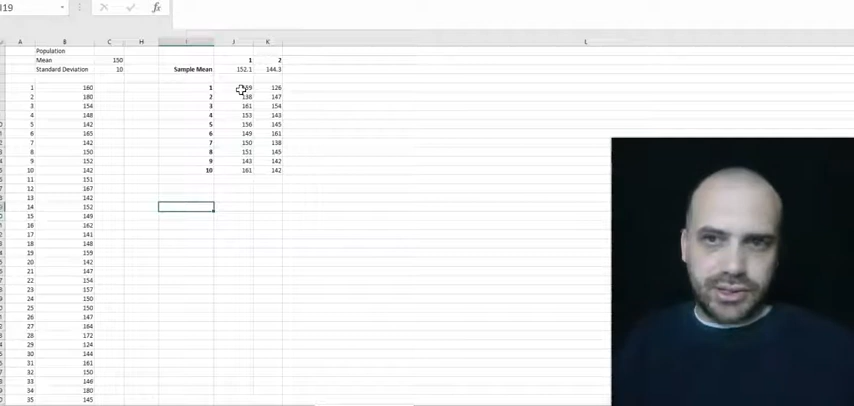 I19 fx
A B C H I J K L
Population
Mean 150 1 2
Standard Deviation 10 Sample Mean 152.1 144.3
1 160 1 126
2 180 2 138 147
3 154 3 161 154
4 148 4 153 143
5 142 5 156 145
6 165 6 149 161
7 142 7 150 138
8 150 8 151 145
9 152 9 143 142
10 142 10 161 142
11 151
12 167
13 142
14 152
15 149
16 162
17 141
18 148
19 159
20 142
21 147
22 154
23 157
24 150
25 150
26 147
27 164
28 172
29 124
30 144
31 161
32 150
33 146
34 180
35 145